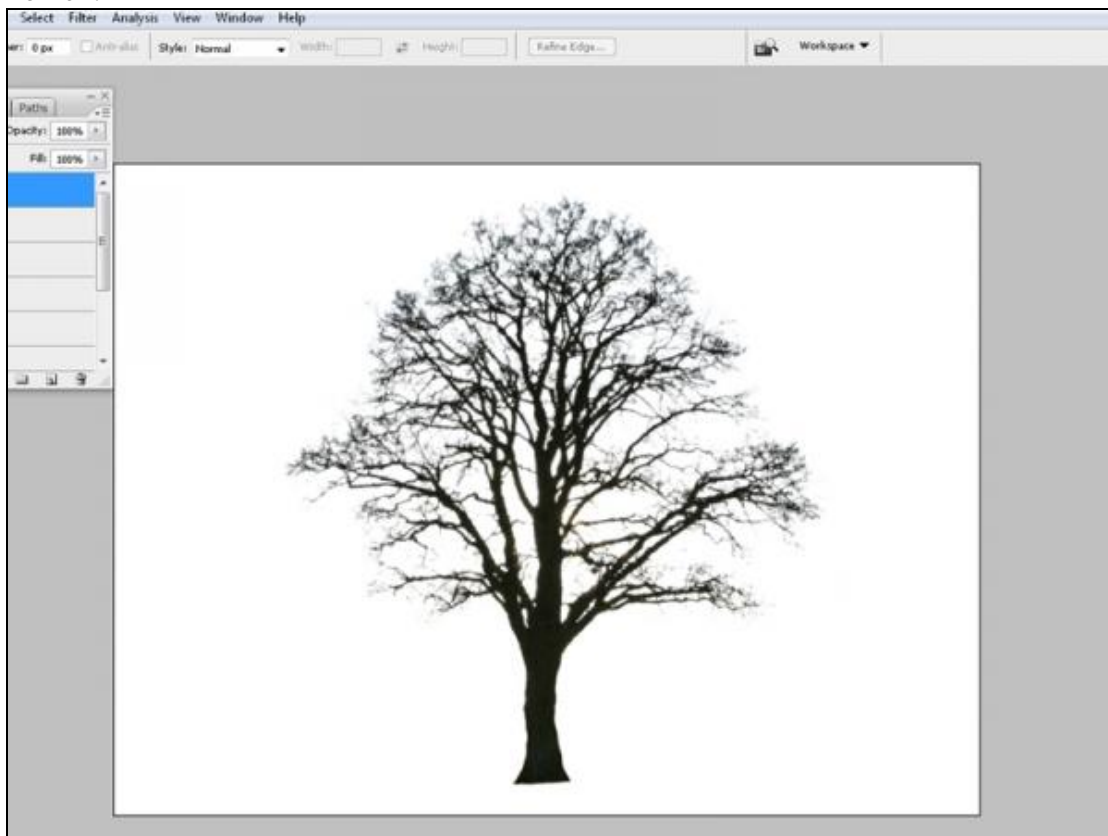 Select Filter Analysis View Window Help
0 px Anti-alias Style: Normal Width: Height: Refine Edge... Workspace
Paths
Opacity: 100%
Fill: 100%